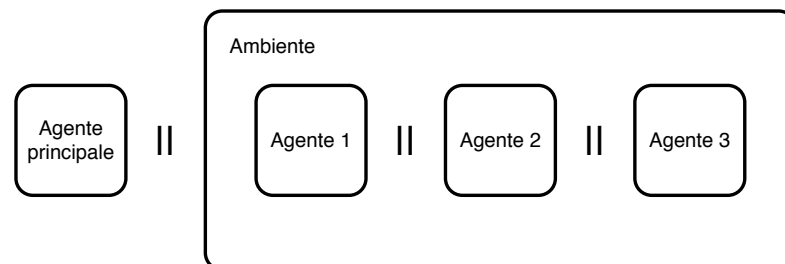 Ambiente
Agente
principale
||
Agente 1
||
Agente 2
||
Agente 3